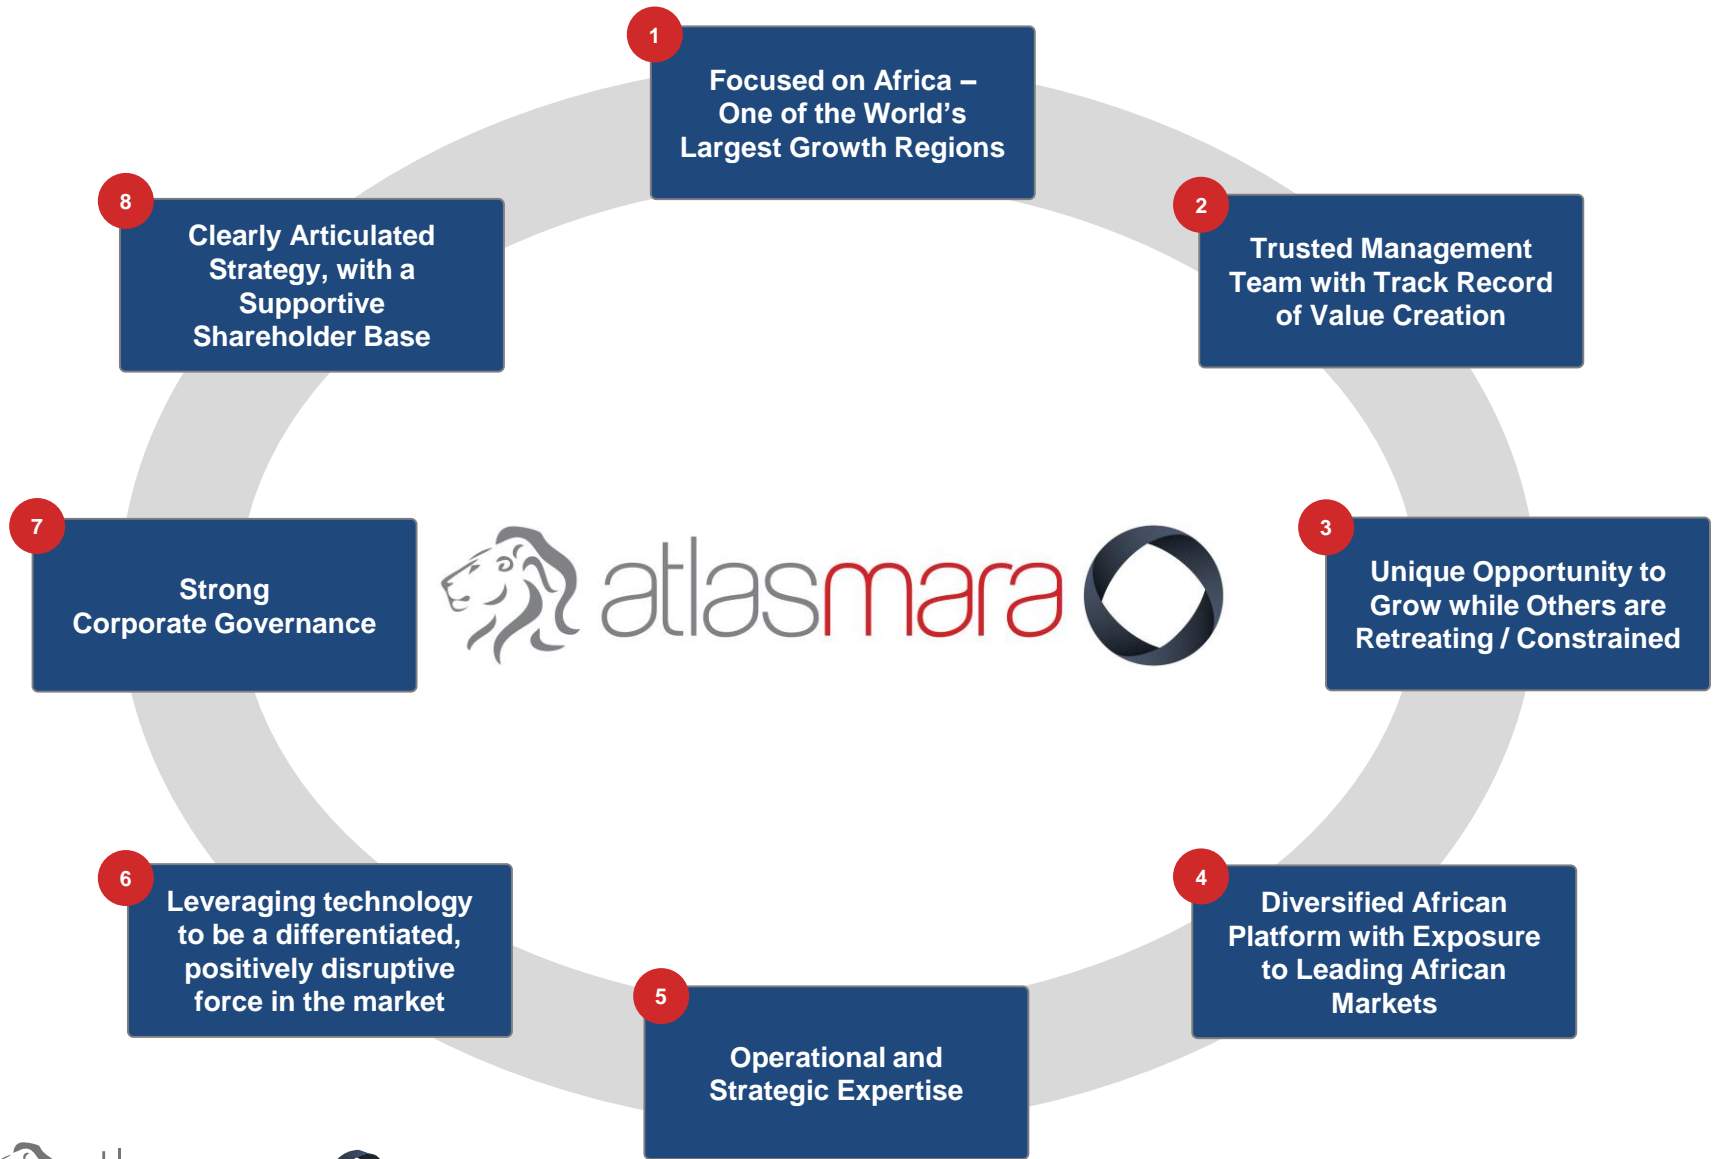 1
Focused on Africa –
One of the World's
Largest Growth Regions
2
Trusted Management
Team with Track Record
of Value Creation
3
Unique Opportunity to
Grow while Others are
Retreating / Constrained
4
Diversified African
Platform with Exposure
to Leading African
Markets
5
Operational and
Strategic Expertise
6
Leveraging technology
to be a differentiated,
positively disruptive
force in the market
7
Strong
Corporate Governance
8
Clearly Articulated
Strategy, with a
Supportive
Shareholder Base
atlasmara